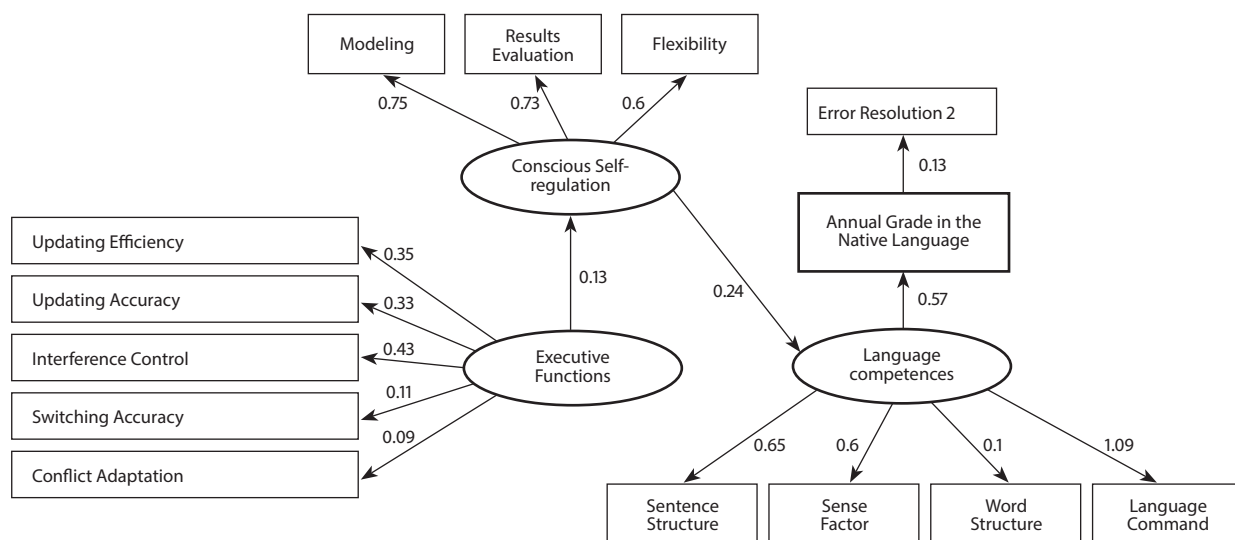 Modeling
Results
Evaluation
Flexibility
0.75
0.73
0.6
Error Resolution 2
Conscious Self-
regulation
0.13
Annual Grade in the
Native Language
Updating Efficiency
0.35
Updating Accuracy
0.33
0.13
0.24
0.57
Interference Control
0.43
Executive
Functions
Language
competences
Switching Accuracy
0.11
Conflict Adaptation
0.09
0.65
0.6
0.1
1.09
Sentence
Structure
Sense
Factor
Word
Structure
Language
Command